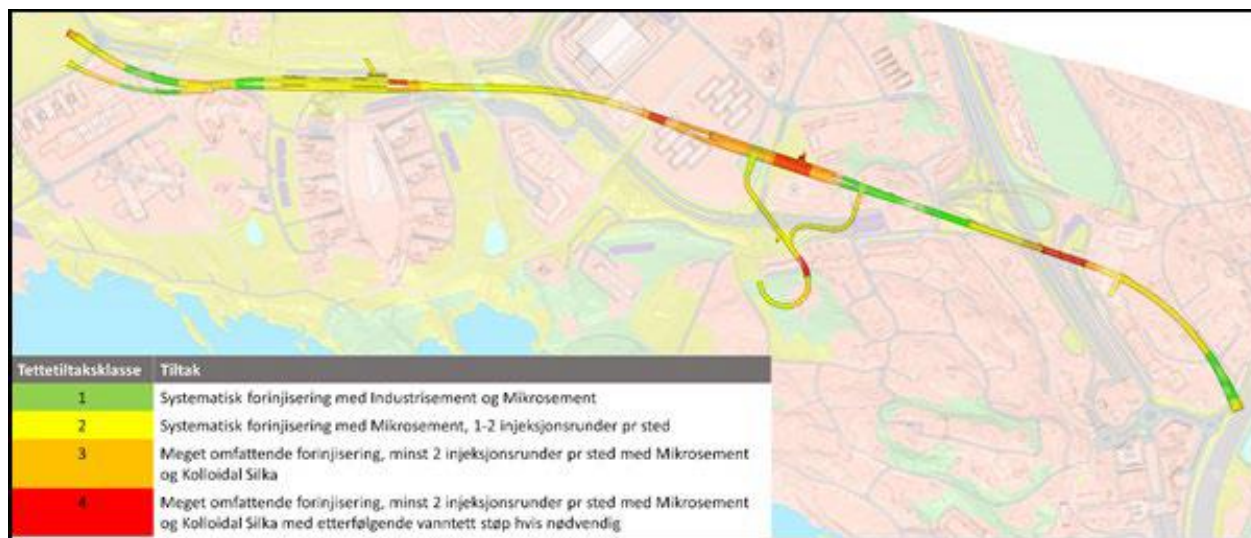 Tettetiltaksklasse Tiltak
1 Systematisk forinjisering med Industrisement og Mikrosement
2 Systematisk forinjisering med Mikrosement, 1-2 injeksjonsrunder pr sted
3 Meget omfattende forinjisering, minst 2 injeksjonsrunder pr sted med Mikrosement
og Kolloidal Silka
4 Meget omfattende forinjisering, minst 2 injeksjonsrunder pr sted med Mikrosement
og Kolloidal Silka med etterfølgende vanntett støp hvis nødvendig